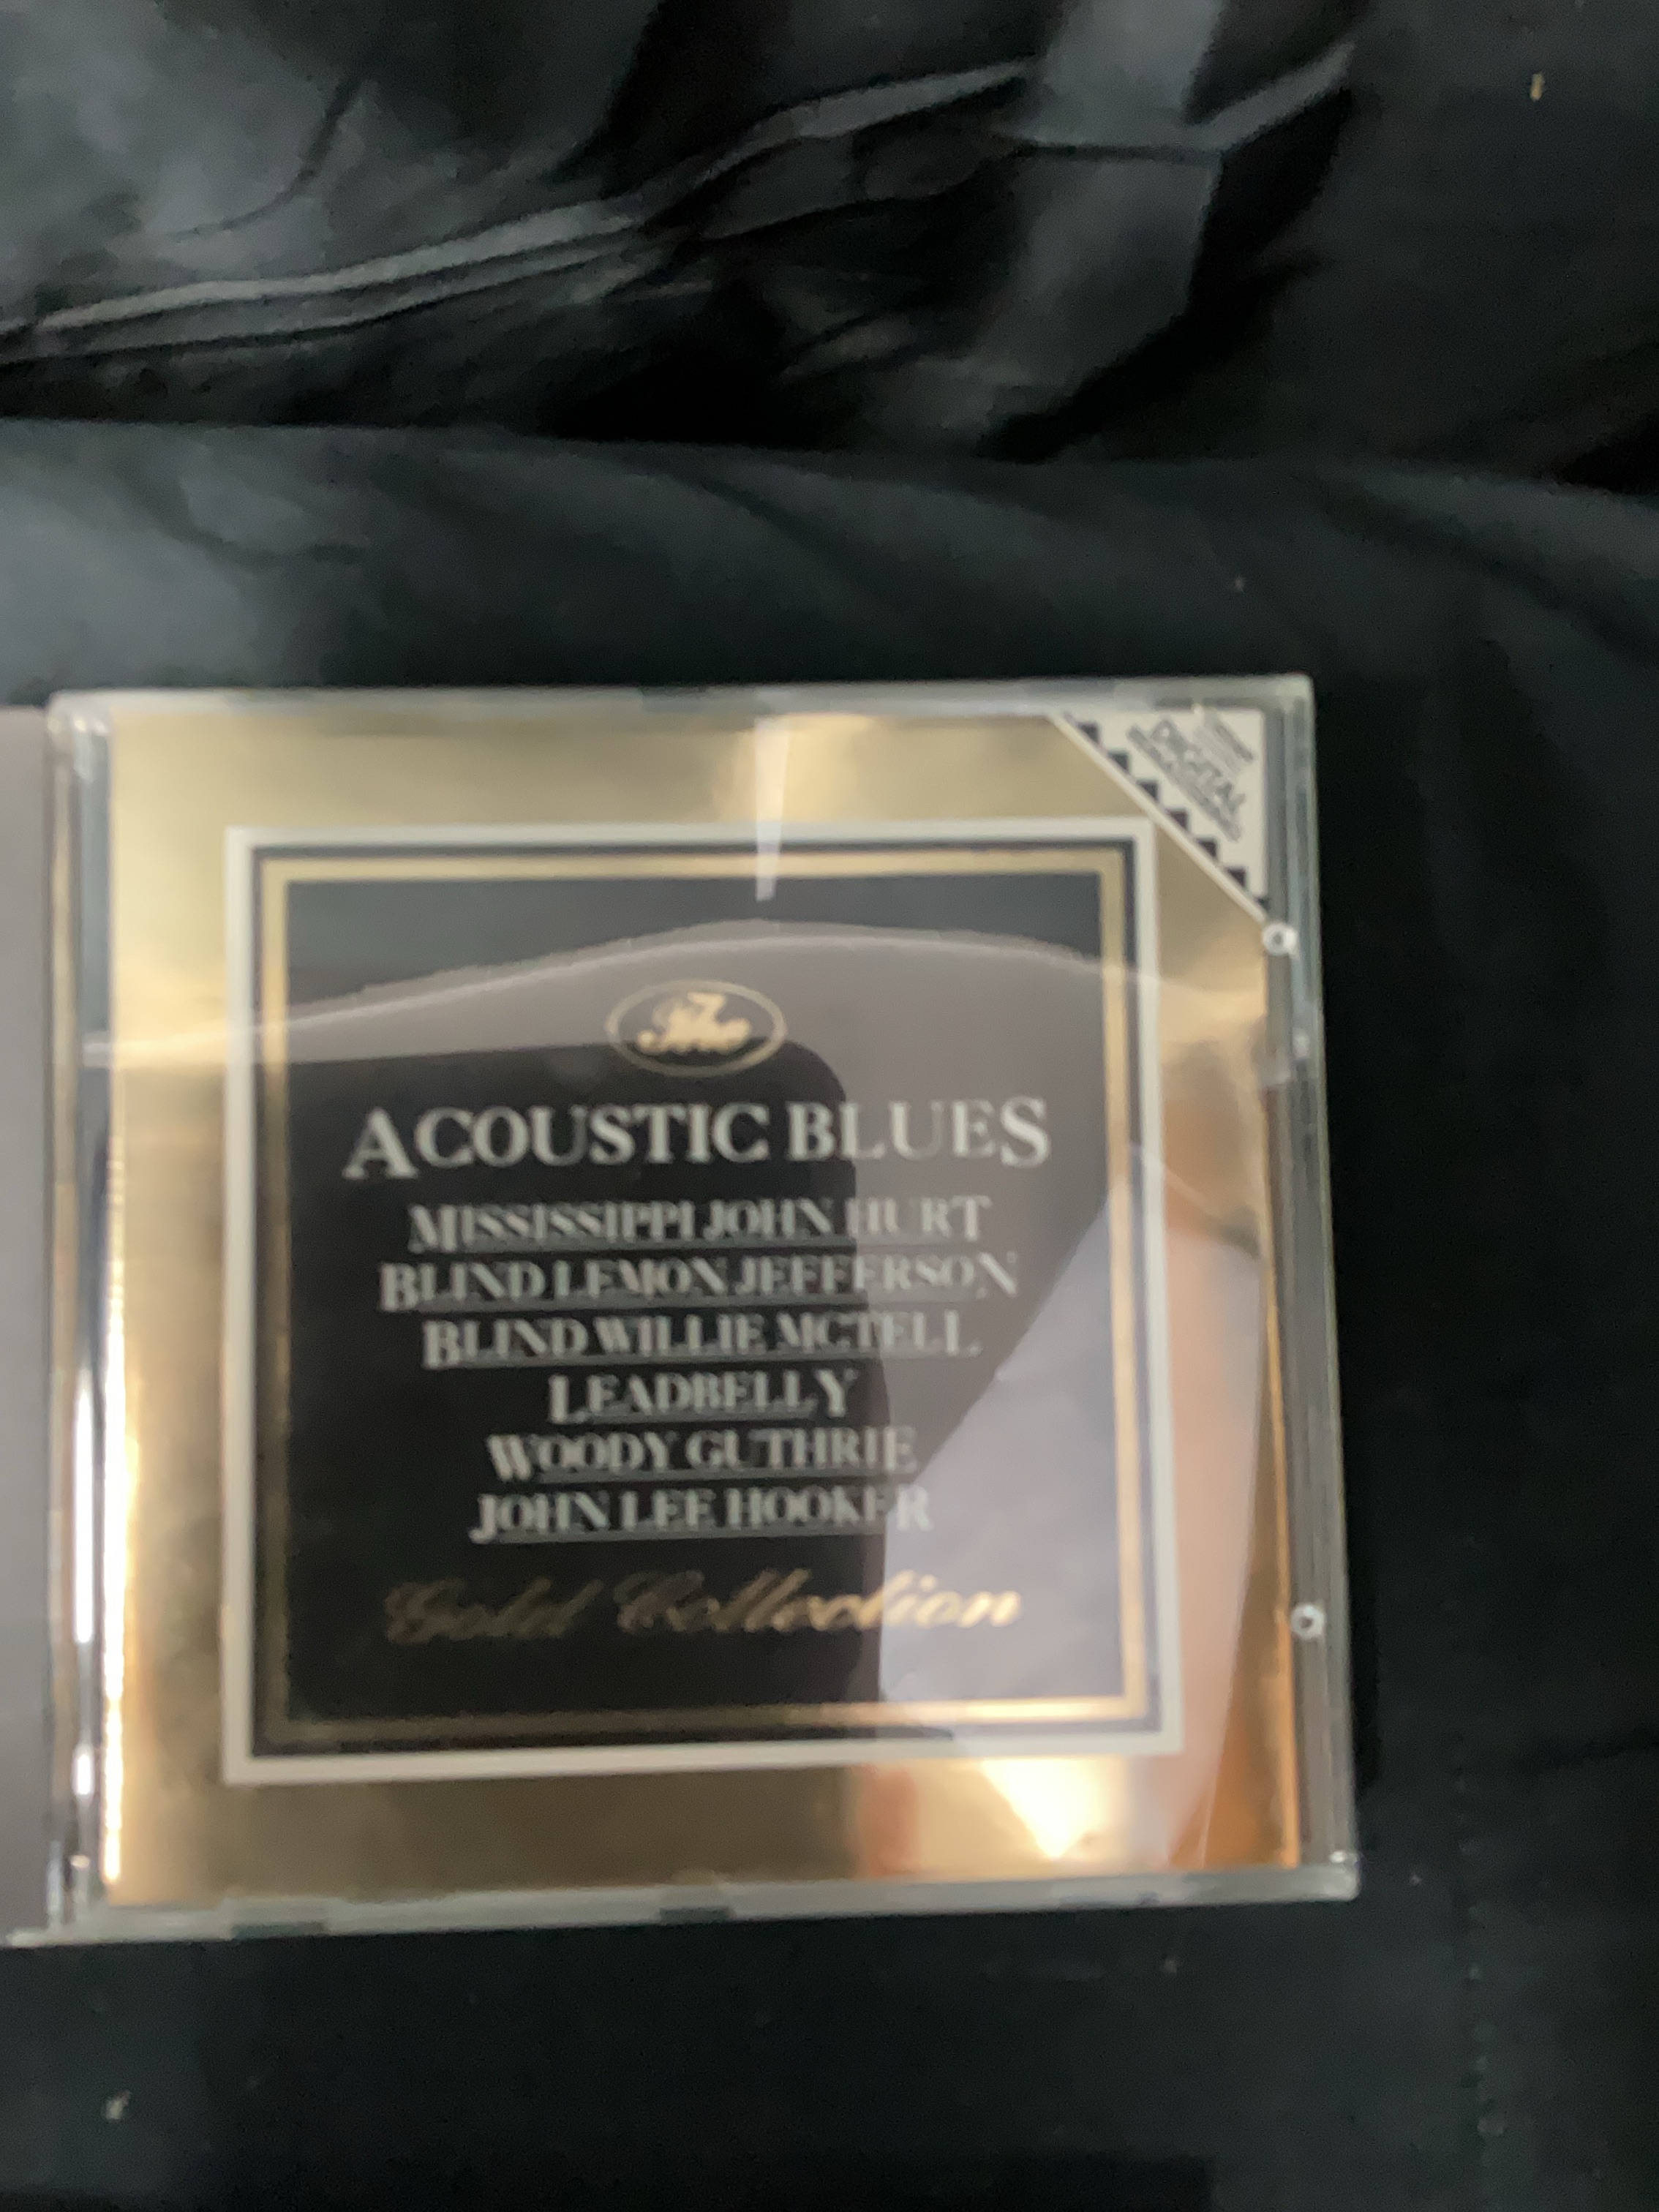 DIGITAL
The
ACOUSTIC BLUES
MISSISSIPPI JOHN HURT
BLIND LEMON JEFFERSON
BLIND WILLIE MCTELL
LEADBELLY
WOODY GUTHRIE
JOHN LEE HOOKER
Gold Collection